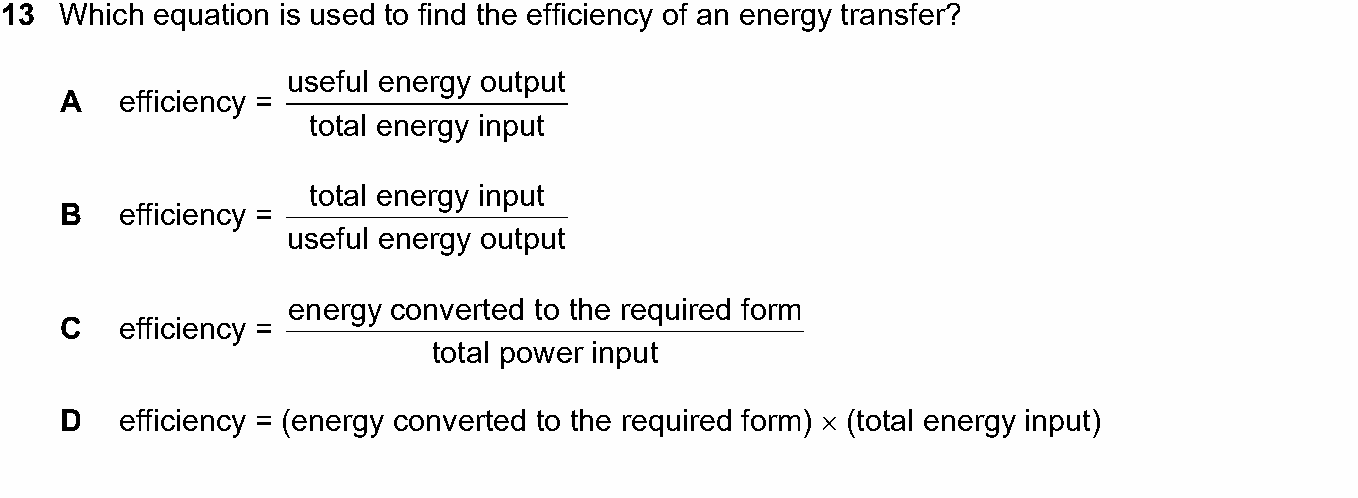 13 Which equation is used to find the efficiency of an energy transfer?
A efficiency = useful energy output / total energy input
B efficiency = total energy input / useful energy output
C efficiency = energy converted to the required form / total power input
D efficiency = (energy converted to the required form) × (total energy input)